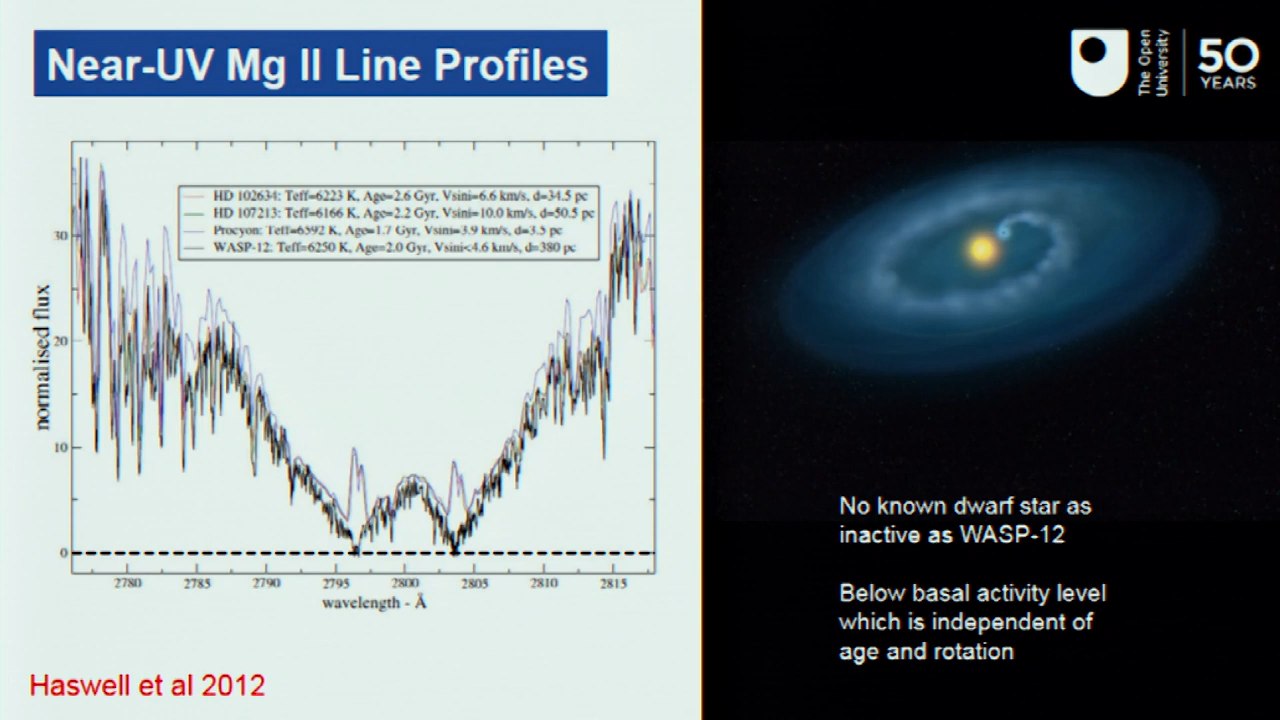 Near-UV Mg II Line Profiles
The Open
University
50
YEARS
HD 102634: Teff=6223 K, Age=2.6 Gyr, Vsini=6.6 km/s, d=34.5 pc
HD 107213: Teff=6166 K, Age=2.2 Gyr, Vsini=10.0 km/s, d=50.5 pc
Procyon: Teff=6592 K, Age=1.7 Gyr, Vsini=3.9 km/s, d=3.5 pc
WASP-12: Teff=6250 K, Age=2.0 Gyr, Vsini<4.6 km/s, d=380 pc
normalised flux
30
20
10
0
2780 2785 2790 2795 2800 2805 2810 2815
wavelength - Å
No known dwarf star as
inactive as WASP-12
Below basal activity level
which is independent of
age and rotation
Haswell et al 2012